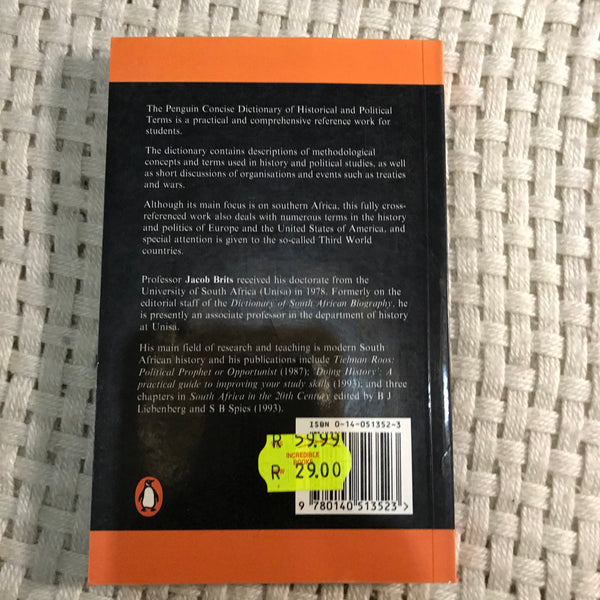 The Penguin Concise Dictionary of Historical and Political
Terms is a practical and comprehensive reference work for
students.
The dictionary contains descriptions of methodological
concepts and terms used in history and political studies, as well
as short discussions of organisations and events such as treaties
and wars.
Although its main focus is on southern Africa, this fully cross-
referenced work also deals with numerous terms in the history
and politics of Europe and the United States of America, and
special attention is given to the so-called Third World
countries.
Professor Jacob Brits received his doctorate from the
University of South Africa (Unisa) in 1978. Formerly on the
editorial staff of the Dictionary of South African Biography, he
is presently an associate professor in the department of history
at Unisa.
His main field of research and teaching is modern South
African history and his publications include Tielman Roos:
Political Prophet or Opportunist (1987); 'Doing History': A
practical guide to improving your study skills (1993); and three
chapters in South Africa in the 20th Century edited by B J
Liebenberg and S B Spies (1993).
ISBN 0-14-051352-3
R 59.99
INCREDIBLE
BOOKS
R 29.00
9 780140 513523 >